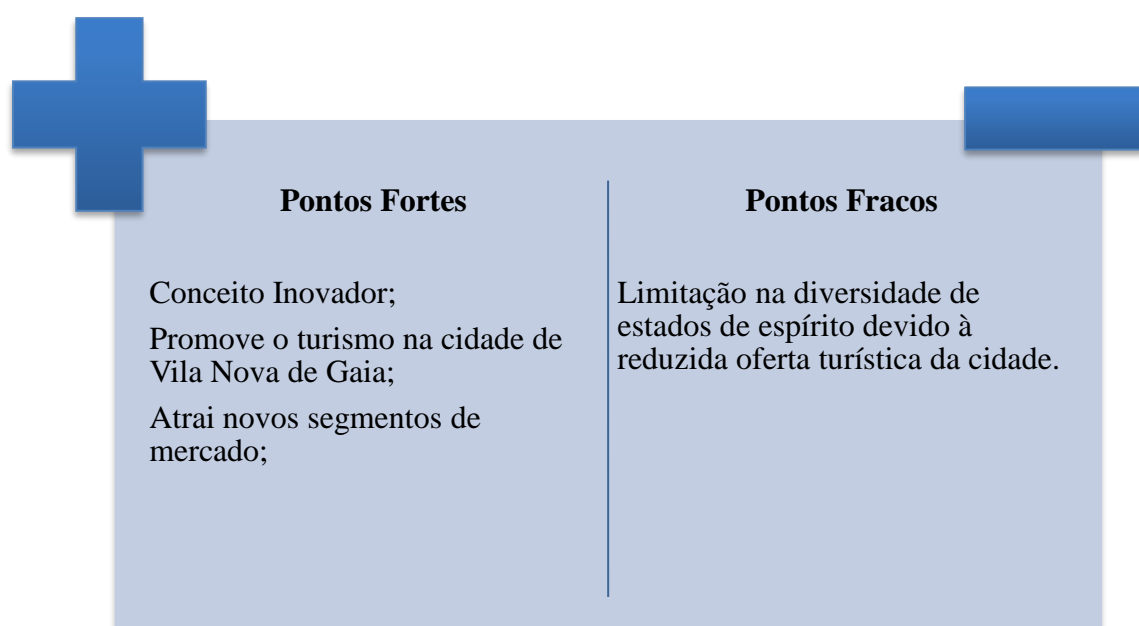 Pontos Fortes
Conceito Inovador;
Promove o turismo na cidade de
Vila Nova de Gaia;
Atrai novos segmentos de
mercado;
Pontos Fracos
Limitação na diversidade de
estados de espírito devido à
reduzida oferta turística da cidade.